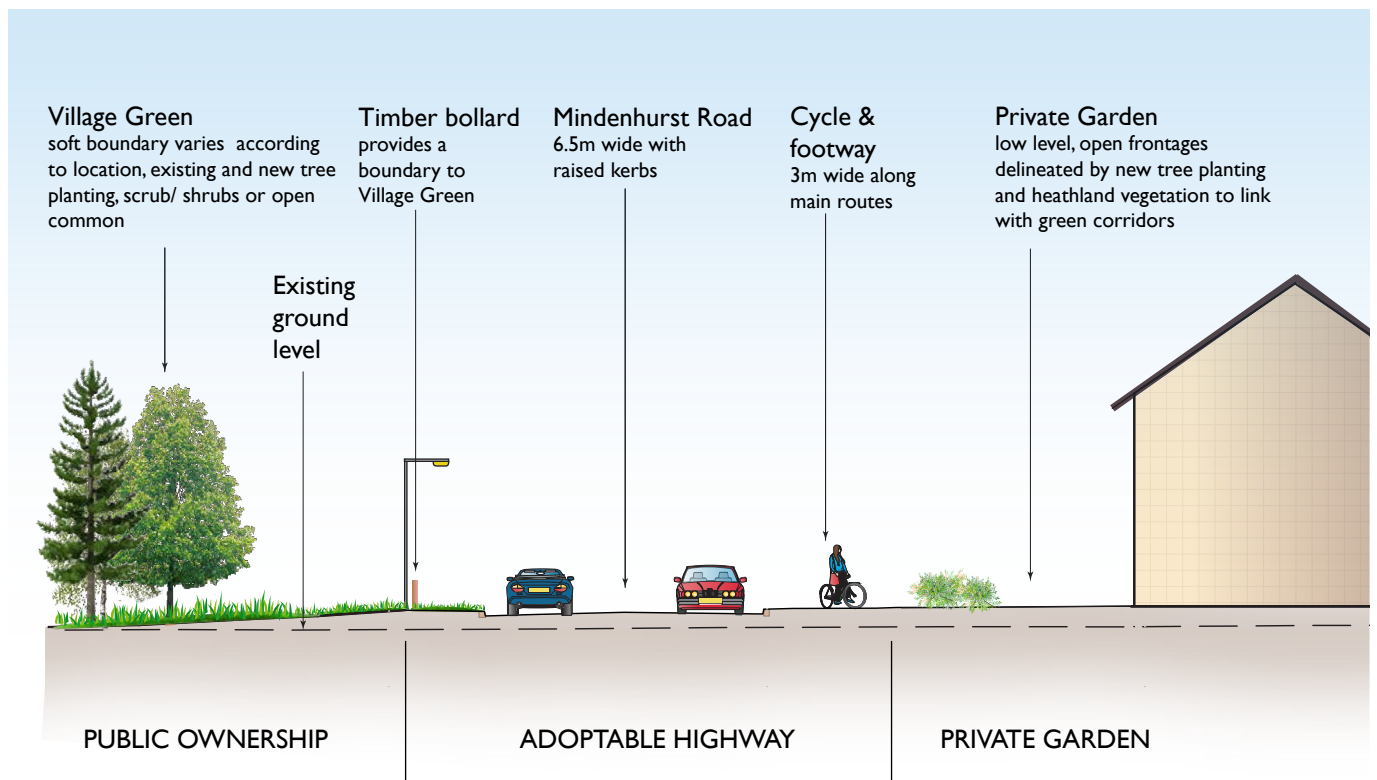 Village Green
soft boundary varies according
to location, existing and new tree
planting, scrub/ shrubs or open
common
Timber bollard
provides a
boundary to
Village Green
Mindenhurst Road
6.5m wide with
raised kerbs
Cycle &
footway
3m wide along
main routes
Private Garden
low level, open frontages
delineated by new tree planting
and heathland vegetation to link
with green corridors
Existing
ground
level
PUBLIC OWNERSHIP
ADOPTABLE HIGHWAY
PRIVATE GARDEN